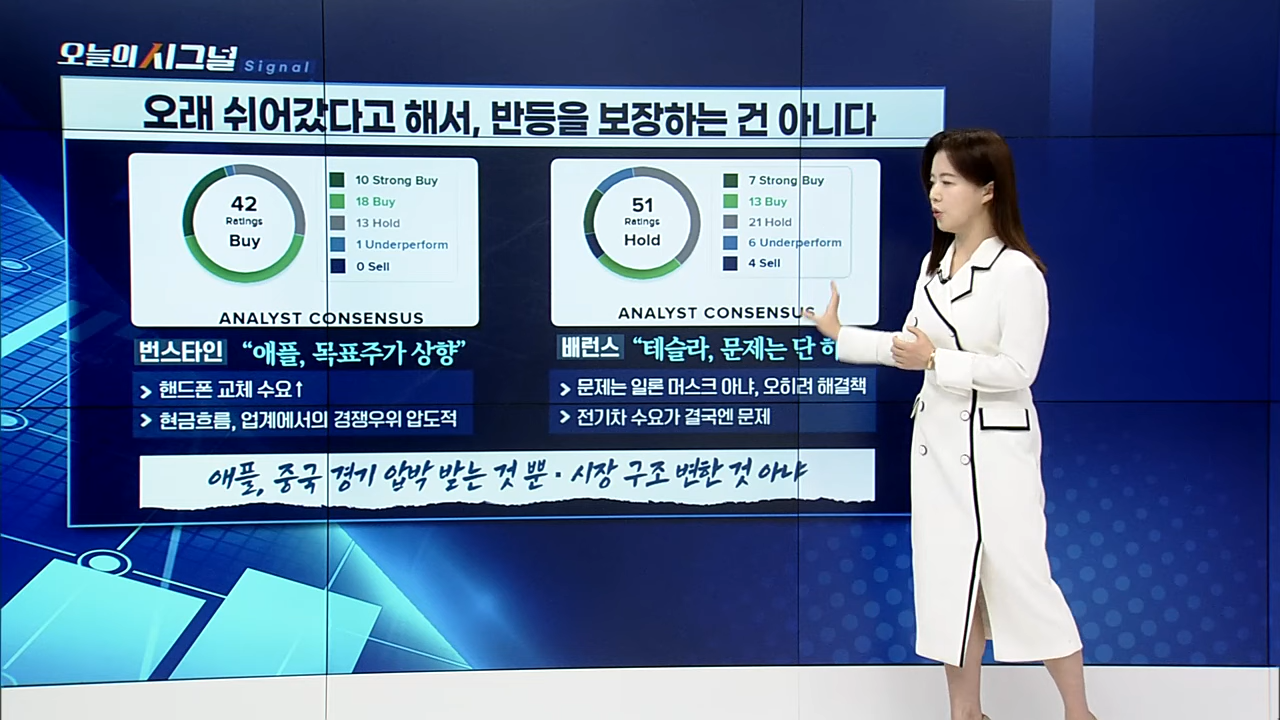 오늘의 시그널 Signal
오래 쉬어갔다고 해서, 반등을 보장하는 건 아니다
42
Ratings
Buy
10 Strong Buy
18 Buy
13 Hold
1 Underperform
0 Sell
ANALYST CONSENSUS
번스타인 “애플, 목표주가 상향”
핸드폰 교체 수요↑
현금흐름, 업계에서의 경쟁우위 압도적
51
Ratings
Hold
7 Strong Buy
13 Buy
21 Hold
6 Underperform
4 Sell
ANALYST CONSENSUS
배런스 “테슬라, 문제는 단
문제는 일론 머스크 아냐, 오히려 해결책
전기차 수요가 결국엔 문제
애플, 중국 경기 압박 받는 것 뿐·시장 구조 변한 것 아냐